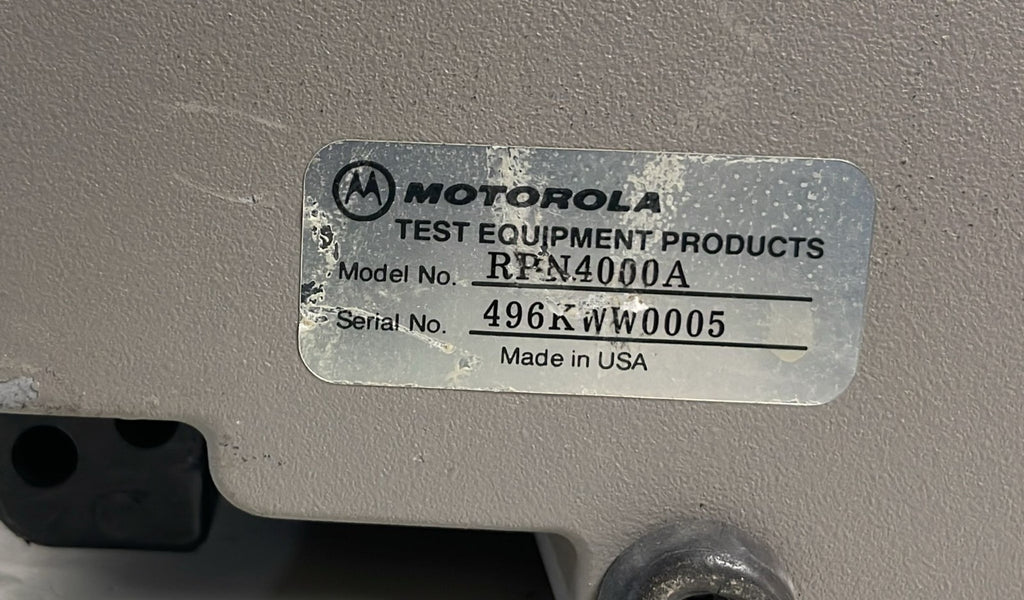 MOTOROLA
TEST EQUIPMENT PRODUCTS
Model No. RPN4000A
Serial No. 496KWW0005
Made in USA